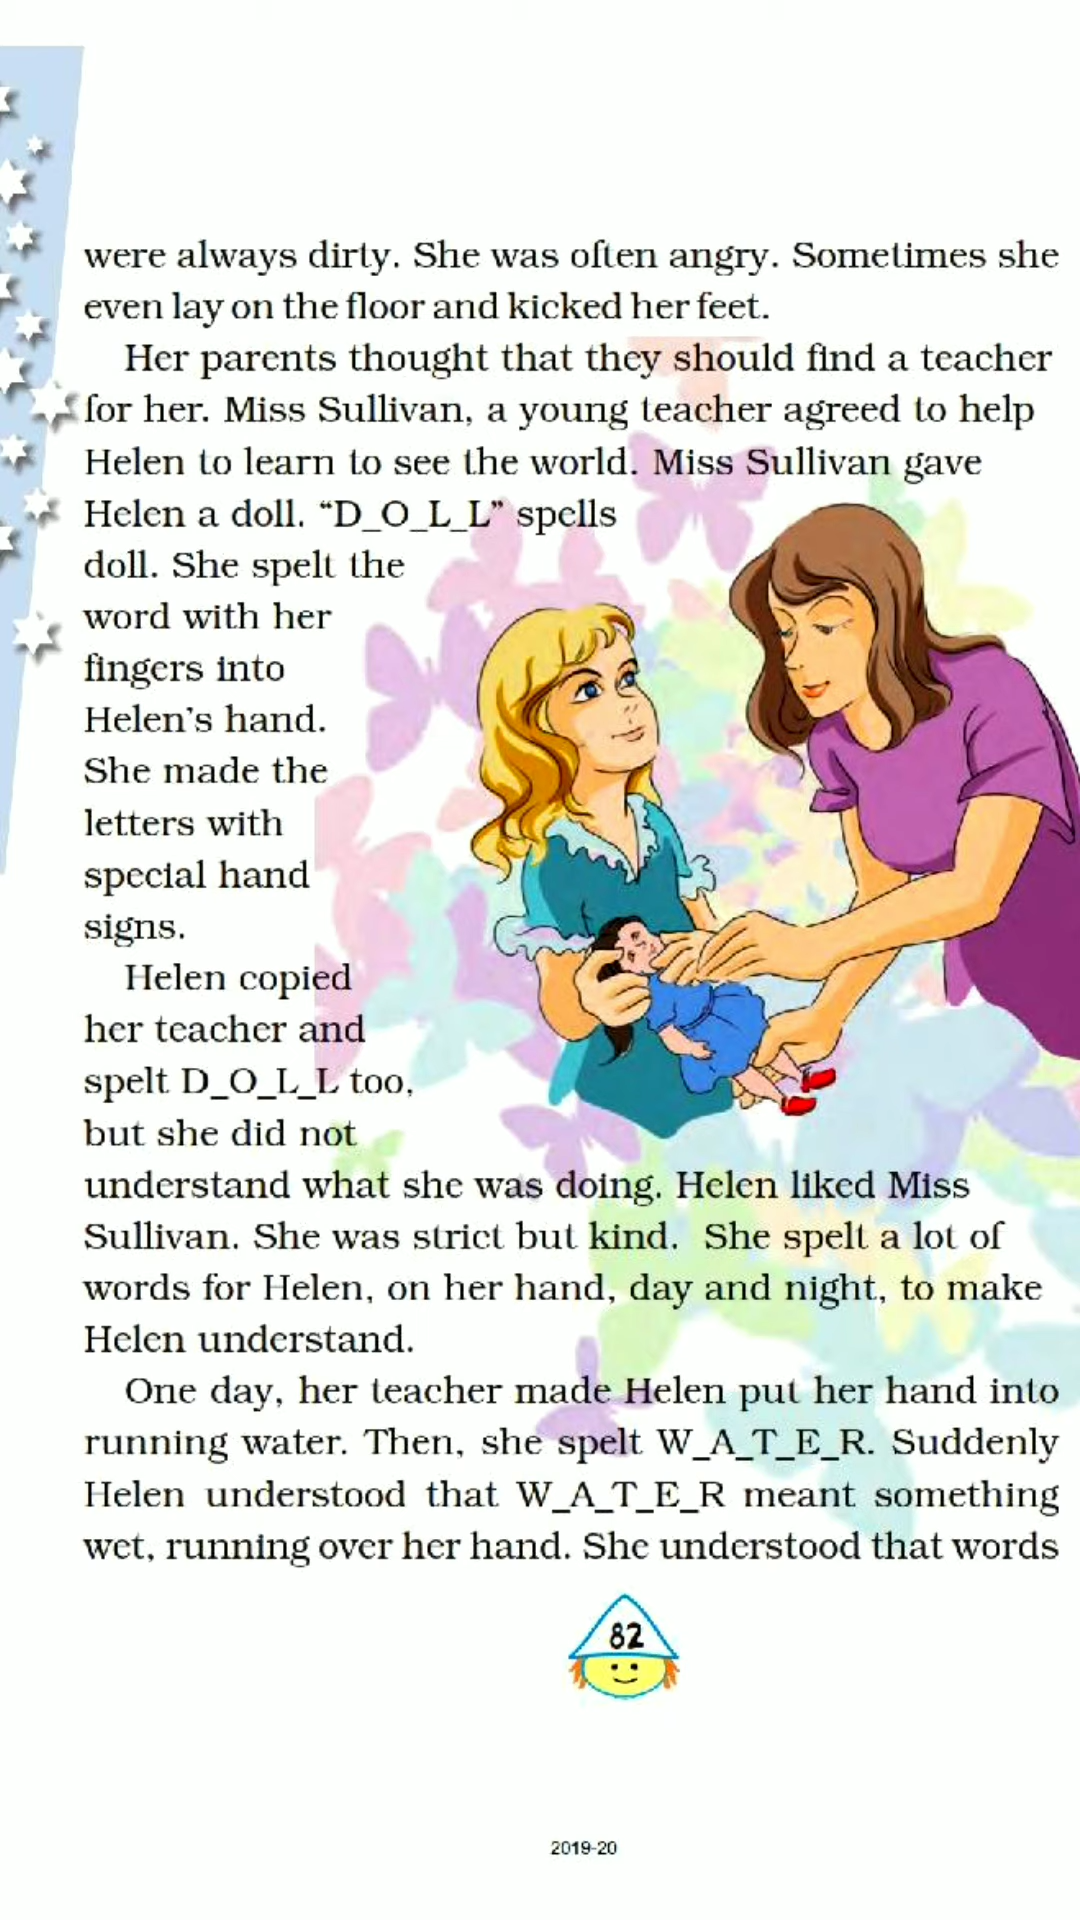 were always dirty. She was often angry. Sometimes she
even lay on the floor and kicked her feet.
Her parents thought that they should find a teacher
for her. Miss Sullivan, a young teacher agreed to help
Helen to learn to see the world. Miss Sullivan gave
Helen a doll. “D_O_L_L” spells
doll. She spelt the
word with her
fingers into
Helen’s hand.
She made the
letters with
special hand
signs.
Helen copied
her teacher and
spelt D_O_L_L too,
but she did not
understand what she was doing. Helen liked Miss
Sullivan. She was strict but kind. She spelt a lot of
words for Helen, on her hand, day and night, to make
Helen understand.
One day, her teacher made Helen put her hand into
running water. Then, she spelt W_A_T_E_R. Suddenly
Helen understood that W_A_T_E_R meant something
wet, running over her hand. She understood that words
82
2019-20